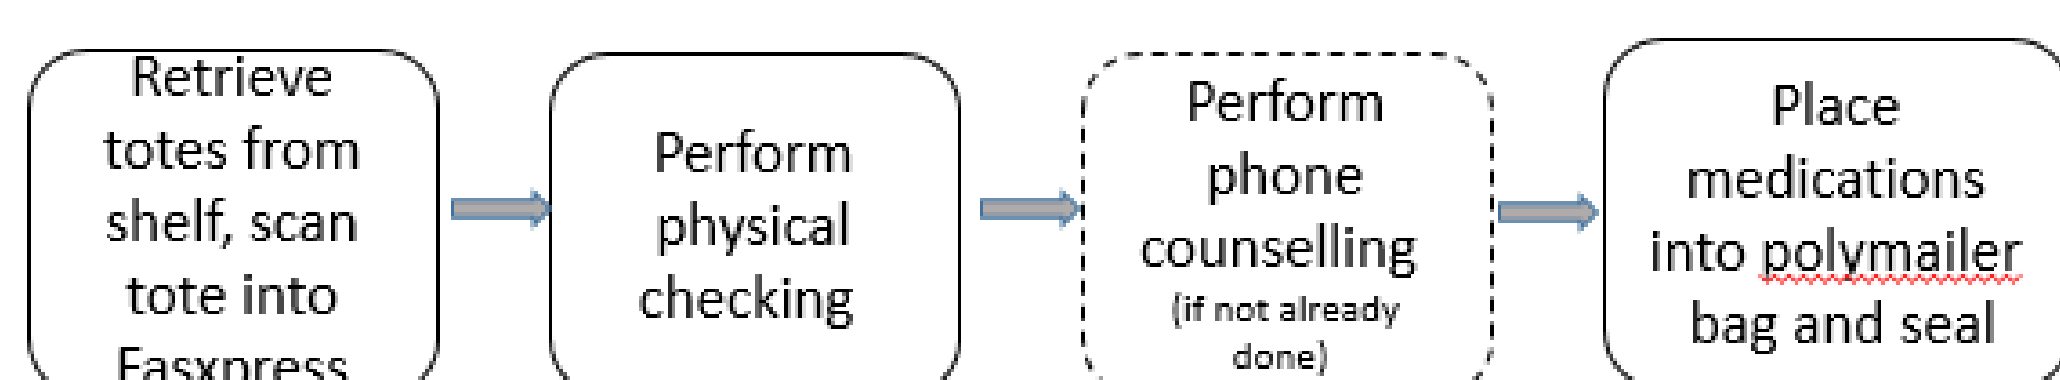 Retrieve
totes from
shelf, scan
tote into
Easxpress
Perform
physical
checking
Perform
phone
counselling
(if not already
done)
Place
medications
into polymailer
bag and seal